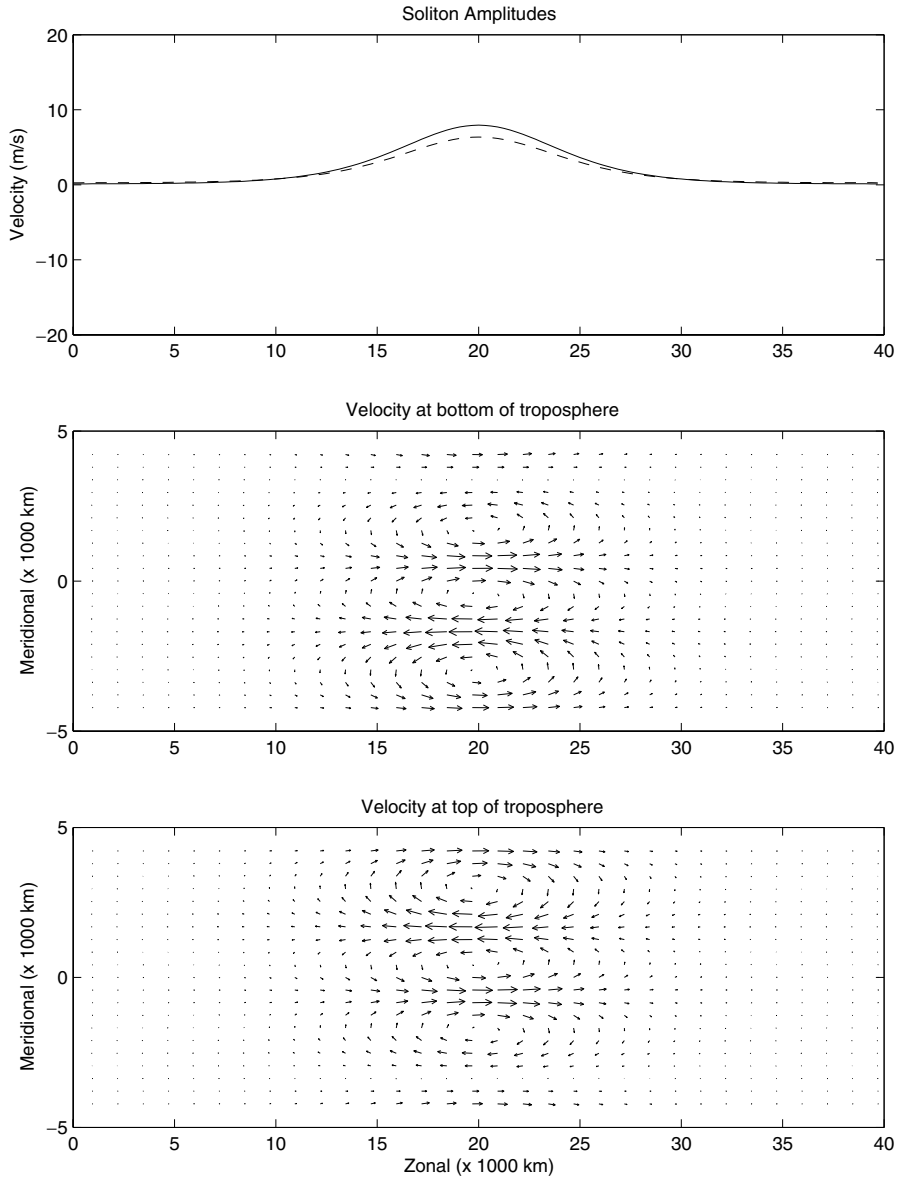 Soliton Amplitudes
20
10
0
−10
−20
Velocity (m/s)
0 5 10 15 20 25 30 35 40
Velocity at bottom of troposphere
5
0
−5
Meridional (x 1000 km)
0 5 10 15 20 25 30 35 40
Velocity at top of troposphere
5
0
−5
Meridional (x 1000 km)
0 5 10 15 20 25 30 35 40
Zonal (x 1000 km)